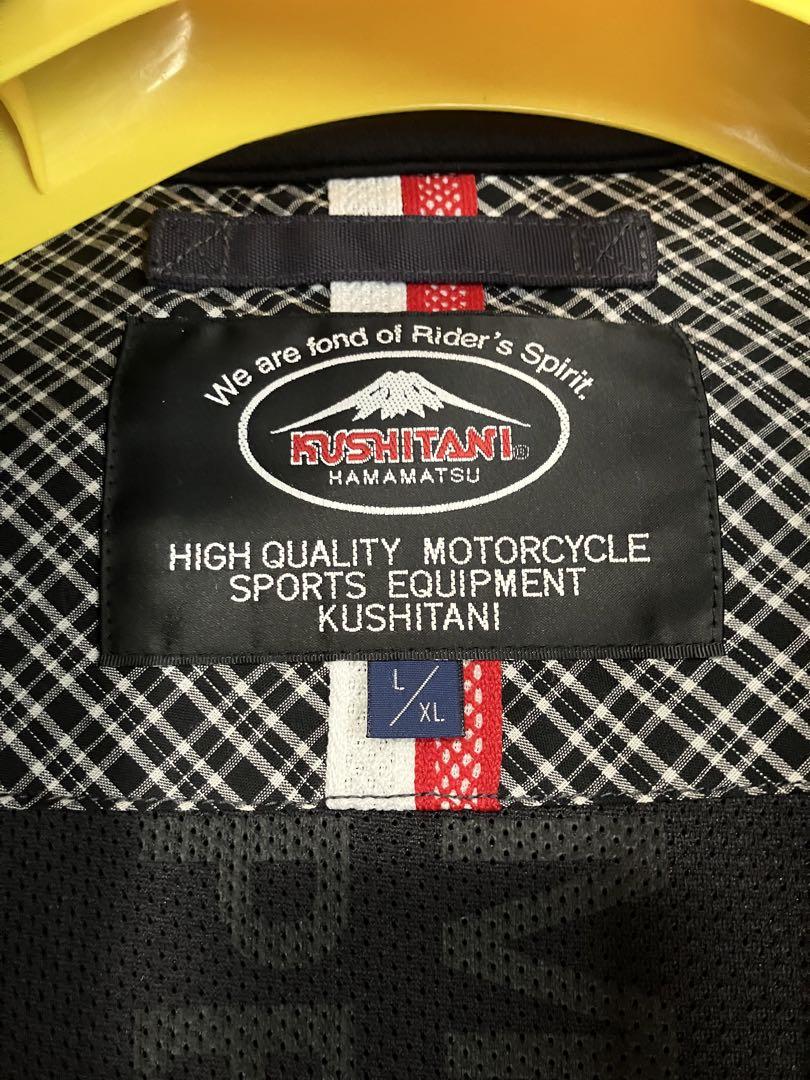 We are fond of Rider's Spirit.
KUSHITANI®
HAMAMATSU
HIGH QUALITY MOTORCYCLE
SPORTS EQUIPMENT
KUSHITANI
L/XL